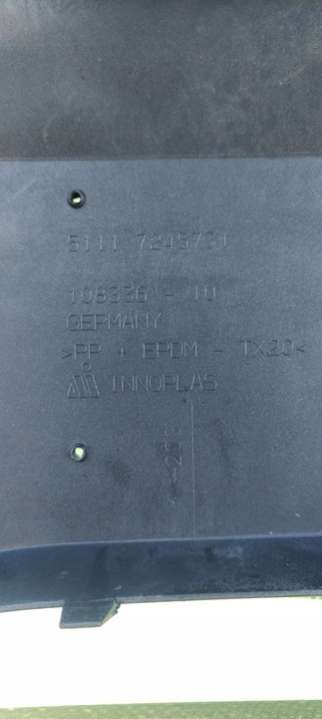 5111 7245731
108336 - 10
GERMANY
>PP + EPDM - TX20<
INNOPLAS